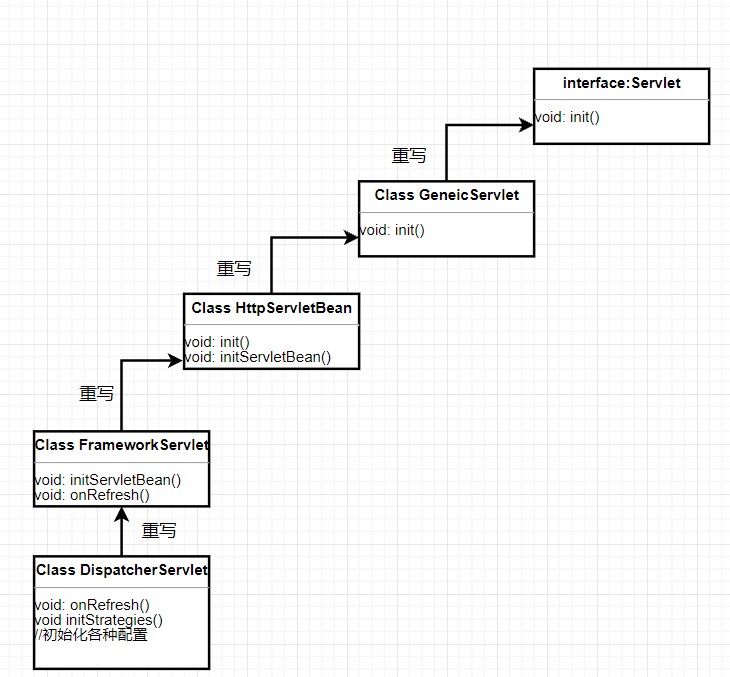 interface:Servlet
void: init()
重写
Class GeneicServlet
void: init()
重写
Class HttpServletBean
void: init()
void: initServletBean()
重写
Class FrameworkServlet
void: initServletBean()
void: onRefresh()
重写
Class DispatcherServlet
void: onRefresh()
void initStrategies()
//初始化各种配置